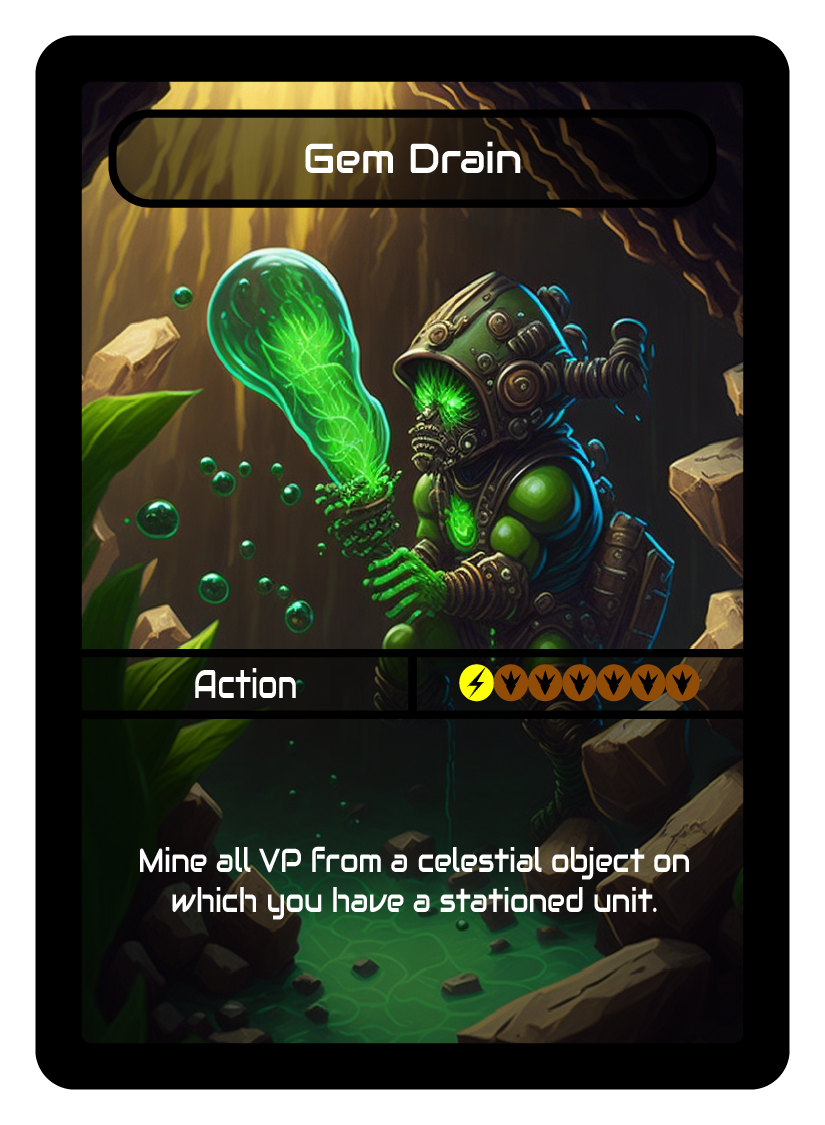 Gem Drain
Action
Mine all VP from a celestial object on
which you have a stationed unit.